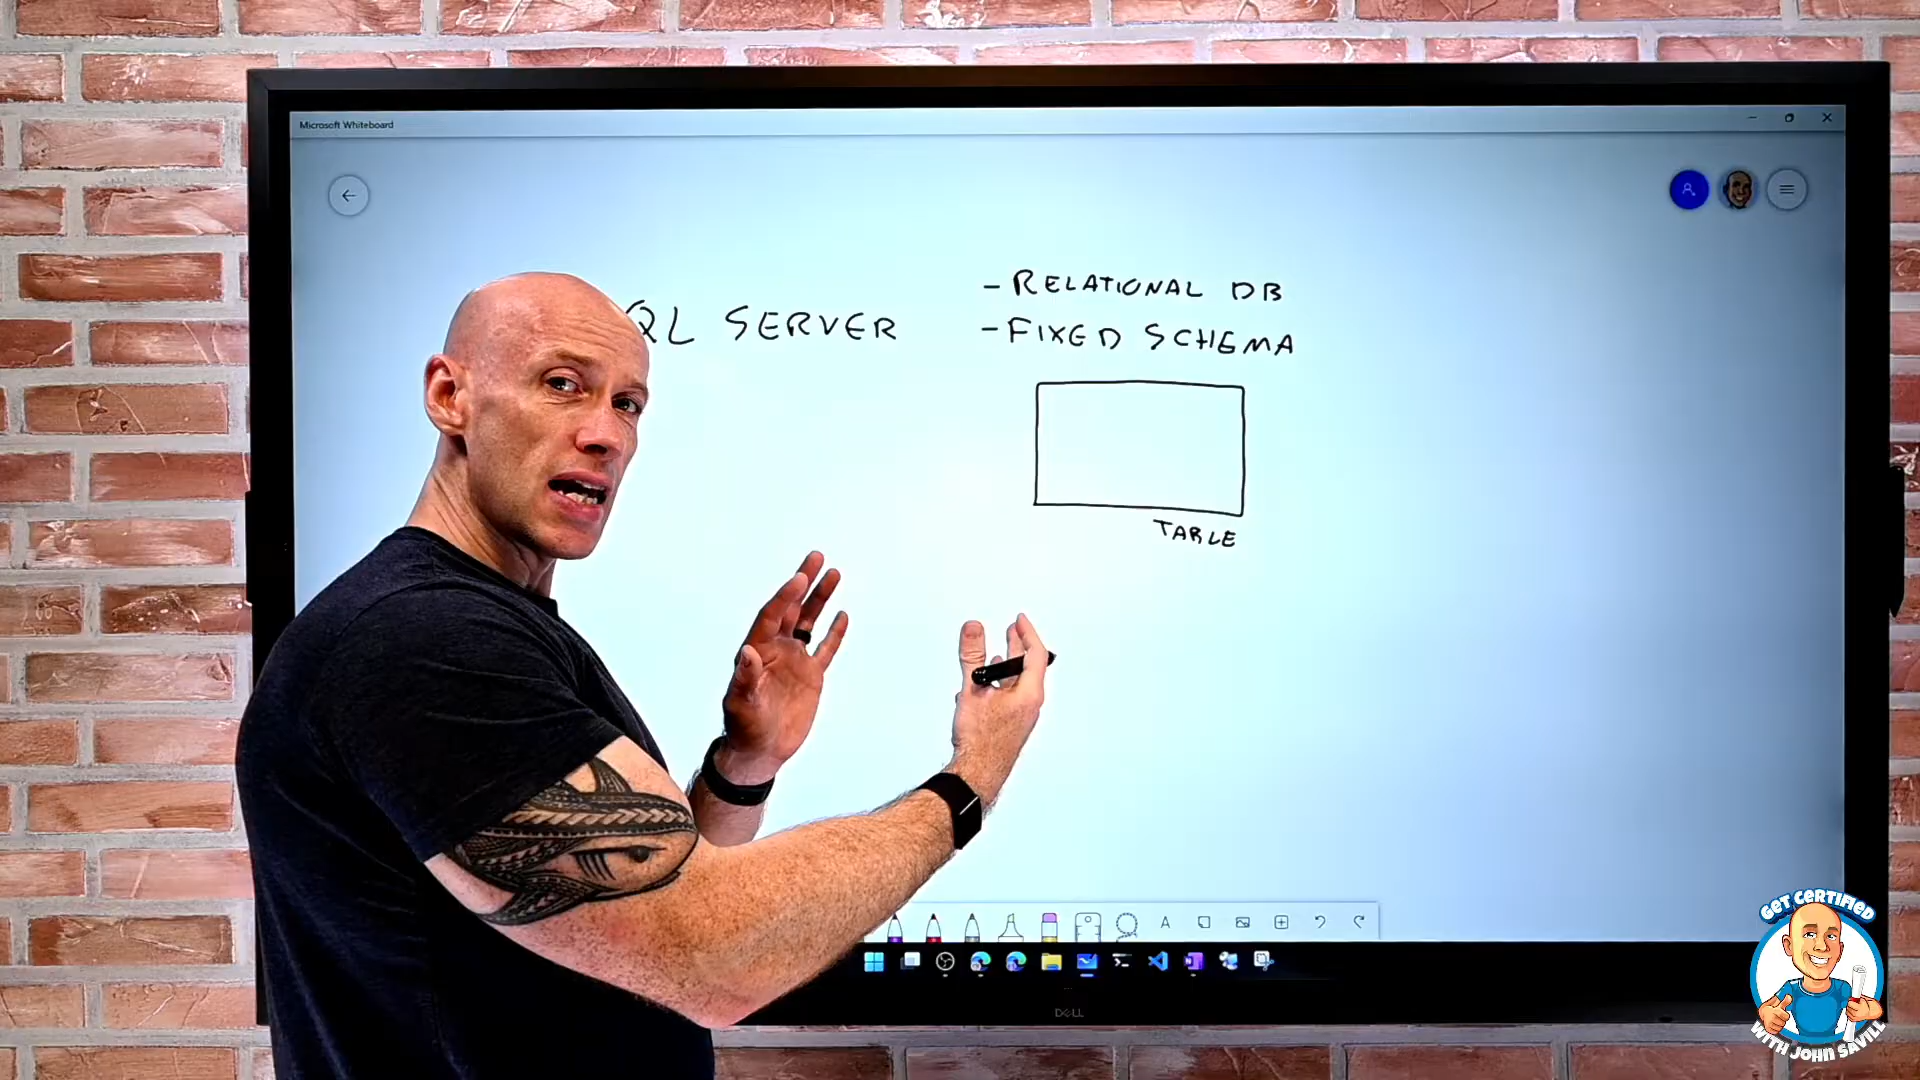 Microsoft Whiteboard
- RELATIONAL DB
QL SERVER
- FIXED SCHEMA
TABLE
DELL
GET CERTIFIED
WITH JOHN SAVILL